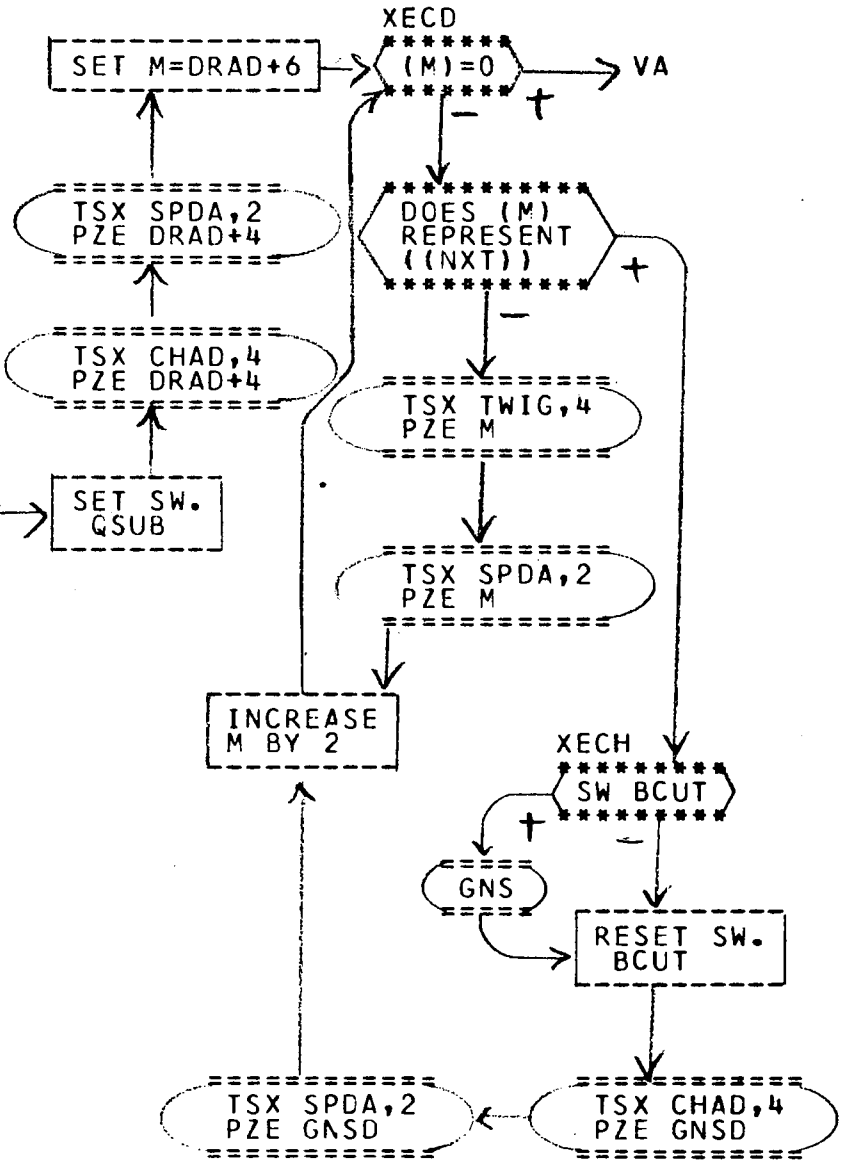 XECD
SET M=DRAD+6
(M)=0
VA
+
-
TSX SPDA,2
PZE DRAD+4
DOES (M)
REPRESENT
((NXT))
+
-
TSX CHAD,4
PZE DRAD+4
TSX TWIG,4
PZE M
SET SW.
QSUB
TSX SPDA,2
PZE M
INCREASE
M BY 2
XECH
SW BCUT
+
-
GNS
RESET SW.
BCUT
TSX SPDA,2
PZE GNSD
TSX CHAD,4
PZE GNSD